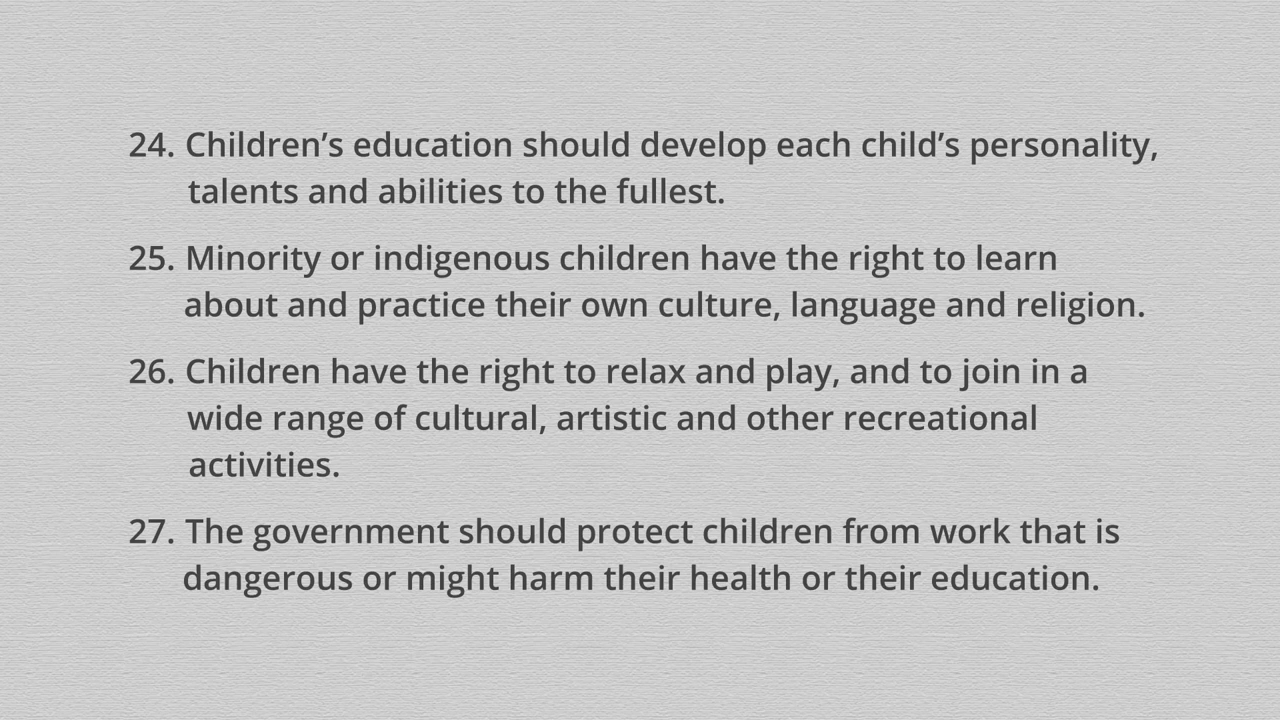 24. Children’s education should develop each child’s personality,
talents and abilities to the fullest.
25. Minority or indigenous children have the right to learn
about and practice their own culture, language and religion.
26. Children have the right to relax and play, and to join in a
wide range of cultural, artistic and other recreational
activities.
27. The government should protect children from work that is
dangerous or might harm their health or their education.